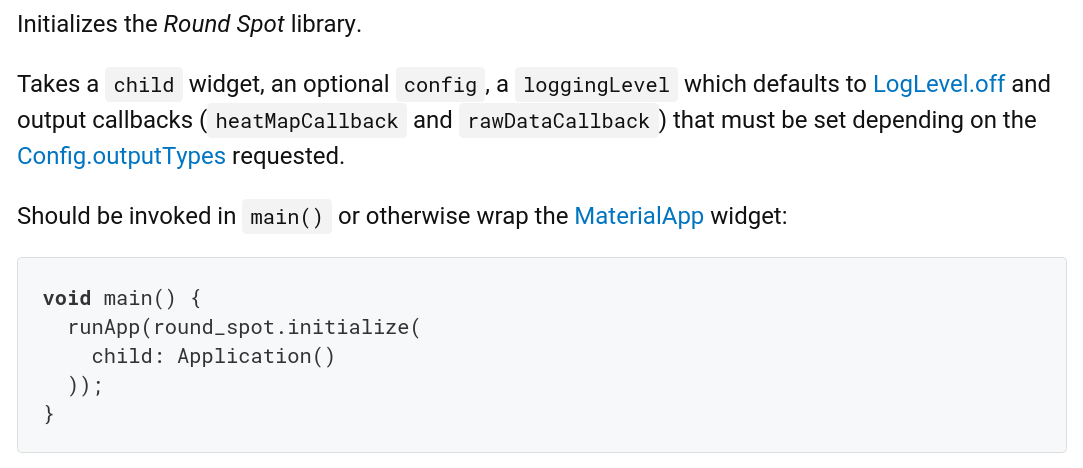 Initializes the Round Spot library.
Takes a child widget, an optional config, a loggingLevel which defaults to LogLevel.off and
output callbacks (heatMapCallback and rawDataCallback) that must be set depending on the
Config.outputTypes requested.
Should be invoked in main() or otherwise wrap the MaterialApp widget:
void main() {
  runApp(round_spot.initialize(
    child: Application()
  ));
}